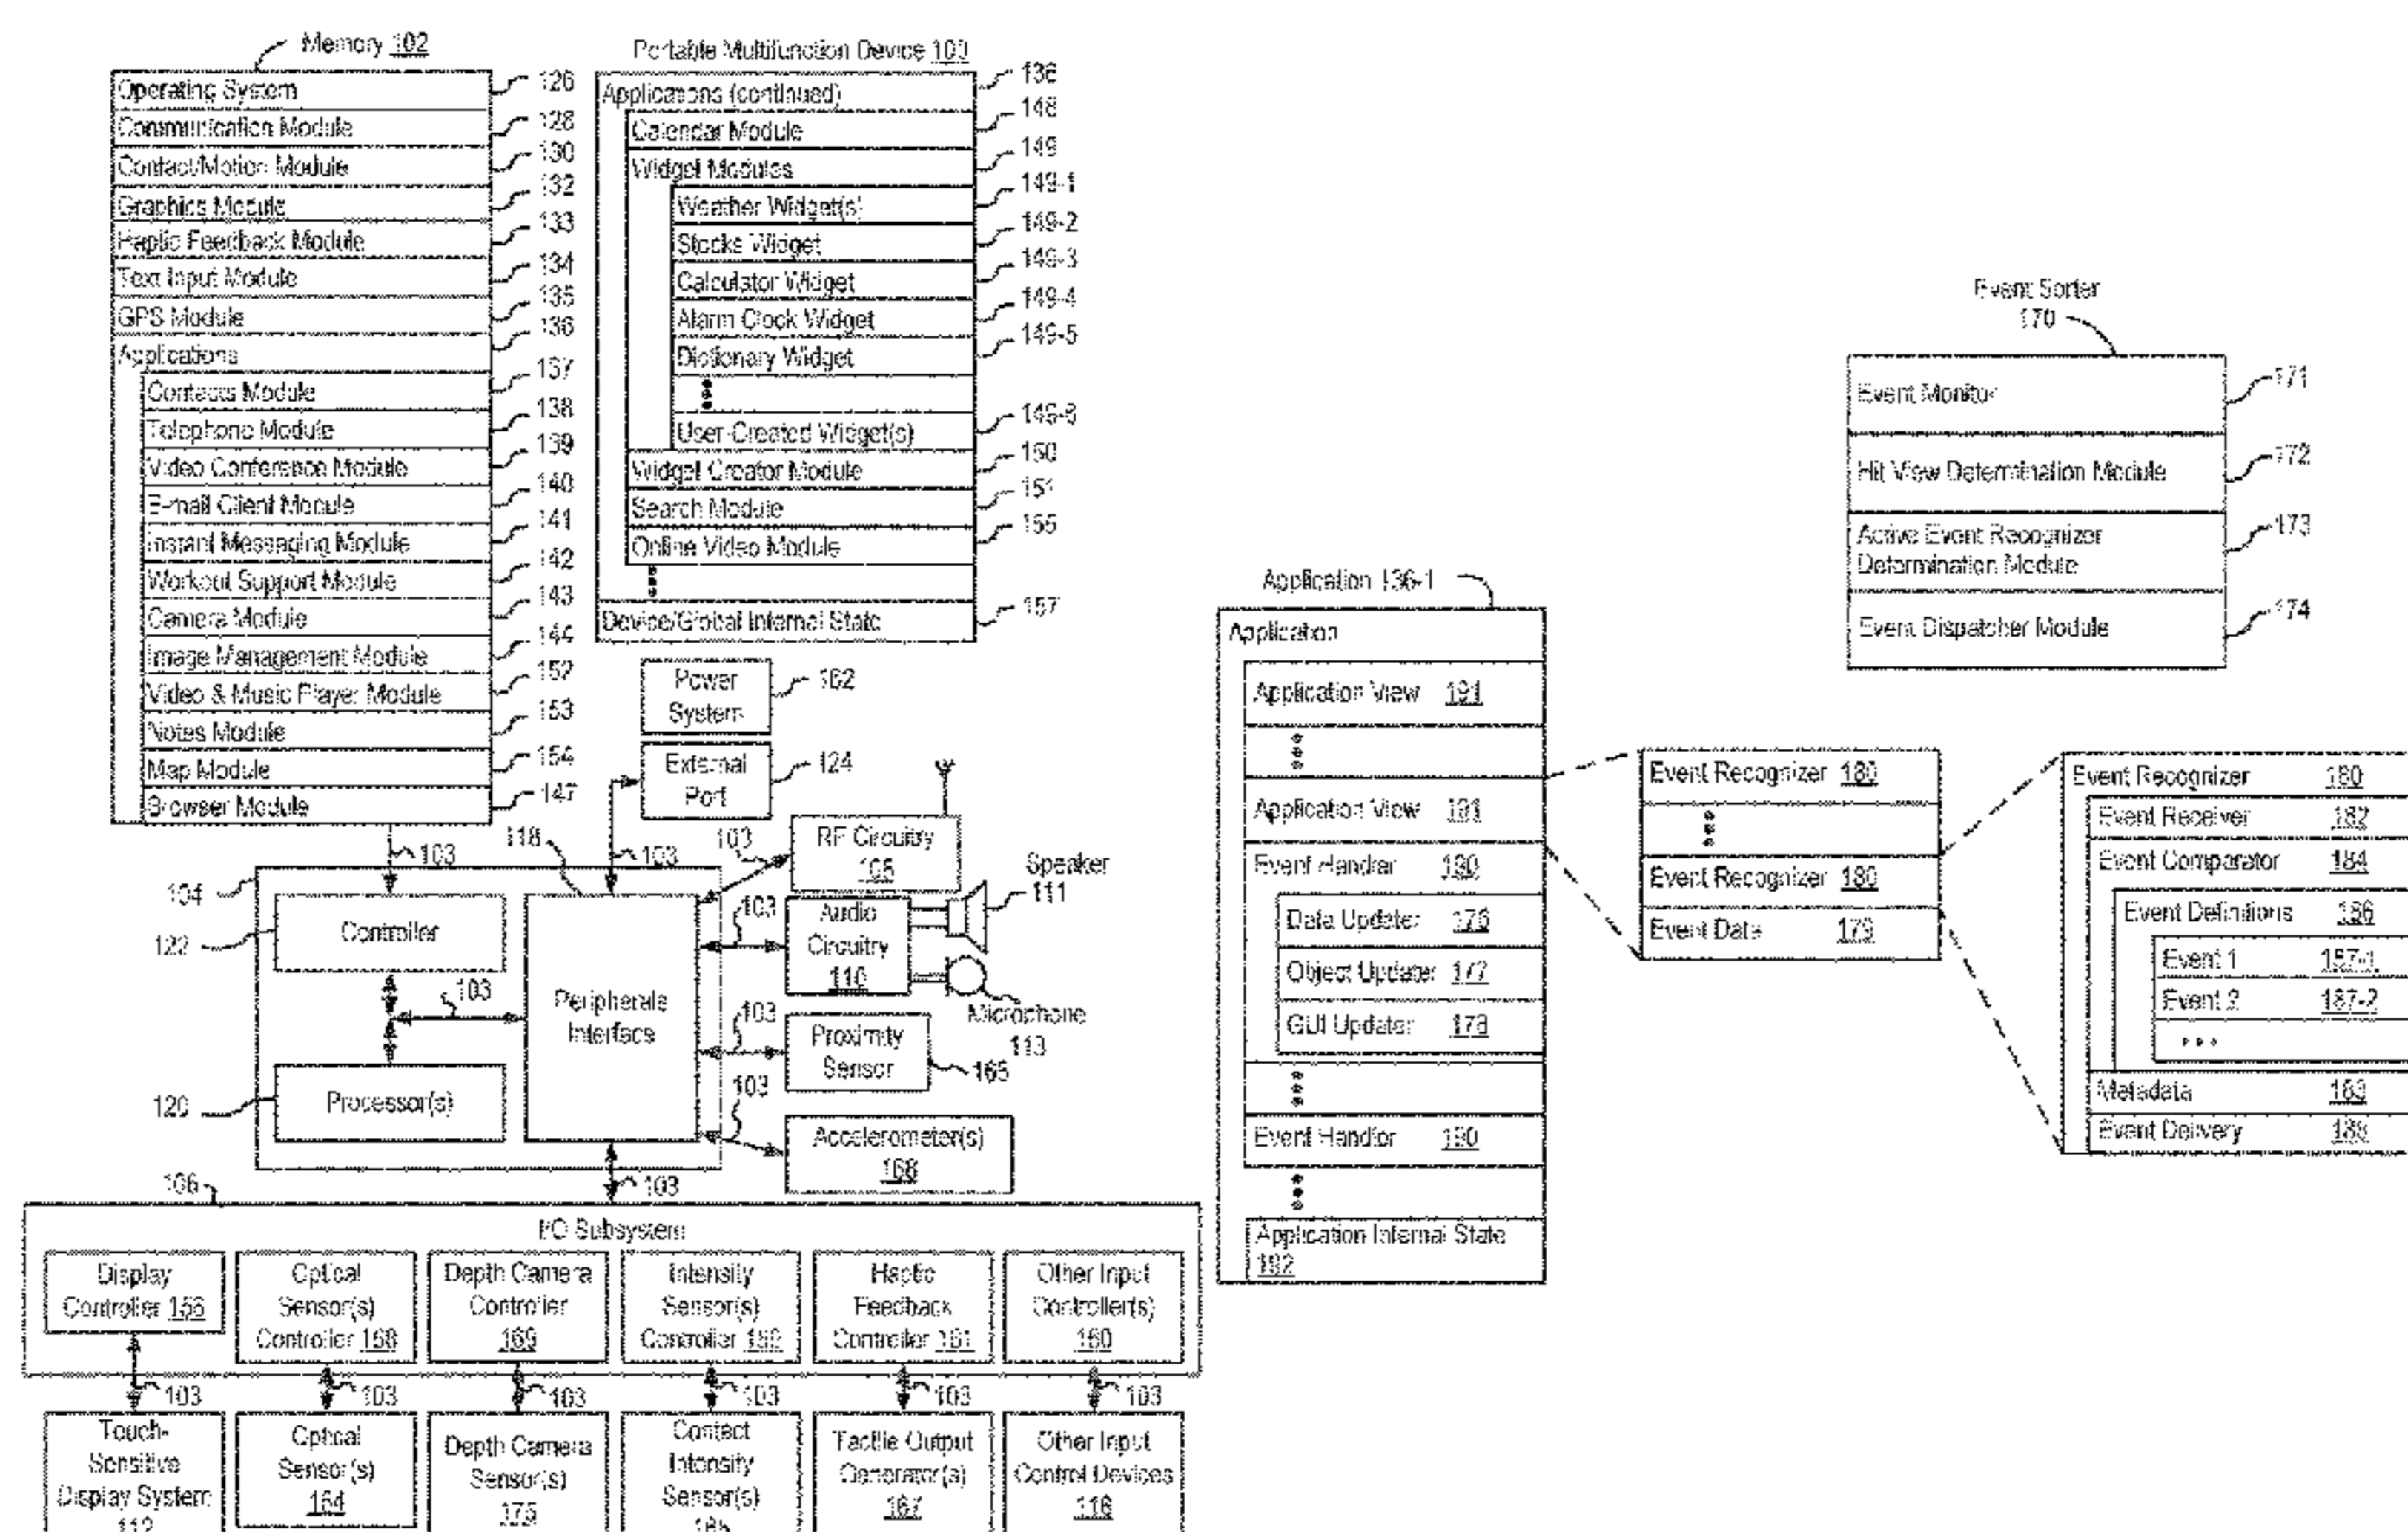 Memory 102
Operating System 126
Communication Module 128
Contact/Motion Module 130
Graphics Module 132
Haptic Feedback Module 133
Text Input Module 134
GPS Module 135
Applications 136
Contacts Module 137
Telephone Module 138
Video Conference Module 139
E-mail Client Module 140
Instant Messaging Module 141
Workout Support Module 142
Camera Module 143
Image Management Module 144
Video & Music Player Module 152
Notes Module 153
Map Module 154
Browser Module 147
Portable Multifunction Device 100
Applications (continued) 136
Calendar Module 148
Widget Modules 149
Weather Widget(s) 149-1
Stocks Widget 149-2
Calculator Widget 149-3
Alarm Clock Widget 149-4
Dictionary Widget 149-5
User-Created Widget(s) 149-6
Widget Creator Module 150
Search Module 151
Online Video Module 155
Device/Global Internal State 157
Power
System
162
External
Port
124
118
103
103
103
RF Circuitry
108
Speaker
111
104
122
Controller
103
Peripherals
Interface
103
Audio
Circuitry
110
Microphone
113
103
Proximity
Sensor
120
Processor(s)
103
Accelerometer(s)
168
106
103
I/O Subsystem
Display
Controller 156
Optical
Sensor(s)
Controller 158
Depth Camera
Controller
169
Intensity
Sensor(s)
Controller 159
Haptic
Feedback
Controller 161
Other Input
Controller(s)
160
103
103
103
103
103
103
Touch-
Sensitive
Display System
112
Optical
Sensor(s)
164
Depth Camera
Sensor(s)
175
Contact
Intensity
Sensor(s)
165
Tactile Output
Generator(s)
167
Other Input
Control Devices
116
Application 136-1
Application
Application View 191
Application View 191
Event Handler 190
Data Updater 176
Object Updater 177
GUI Updater 178
Event Handler 190
Application Internal State
192
Event Sorter
170
Event Monitor 171
Hit View Determination Module 172
Active Event Recognizer
Determination Module
173
Event Dispatcher Module 174
Event Recognizer 180
Event Recognizer 180
Event Data 179
Event Recognizer 180
Event Receiver 182
Event Comparator 184
Event Definitions 186
Event 1 187-1
Event 2 187-2
Metadata 183
Event Delivery 188